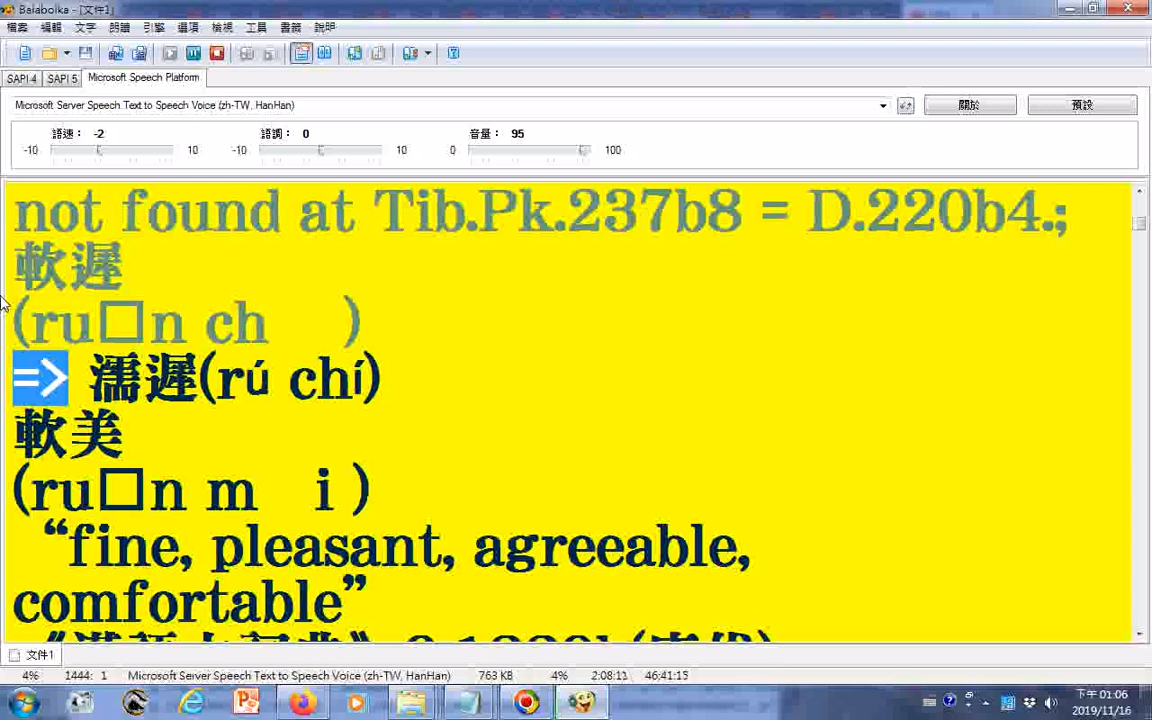 Balabolka - [文件1]
檔案 編輯 文字 朗讀 引擎 選項 檢視 工具 書籤 說明
SAPI 4 SAPI 5 Microsoft Speech Platform
Microsoft Server Speech Text to Speech Voice (zh-TW, HanHan) 關於 預設
語速： -2 語調： 0 音量： 95
-10 10 -10 10 0 100
not found at Tib.Pk.237b8 = D.220b4.;
軟遲
(ru□n ch )
=> 濡遲(rú chí)
軟美
(ru□n m i )
“fine, pleasant, agreeable,
comfortable”
文件1
4% 1444: 1 Microsoft Server Speech Text to Speech Voice (zh-TW, HanHan) 763 KB 4% 2:08:11 46:41:15
下午 01:06
2019/11/16